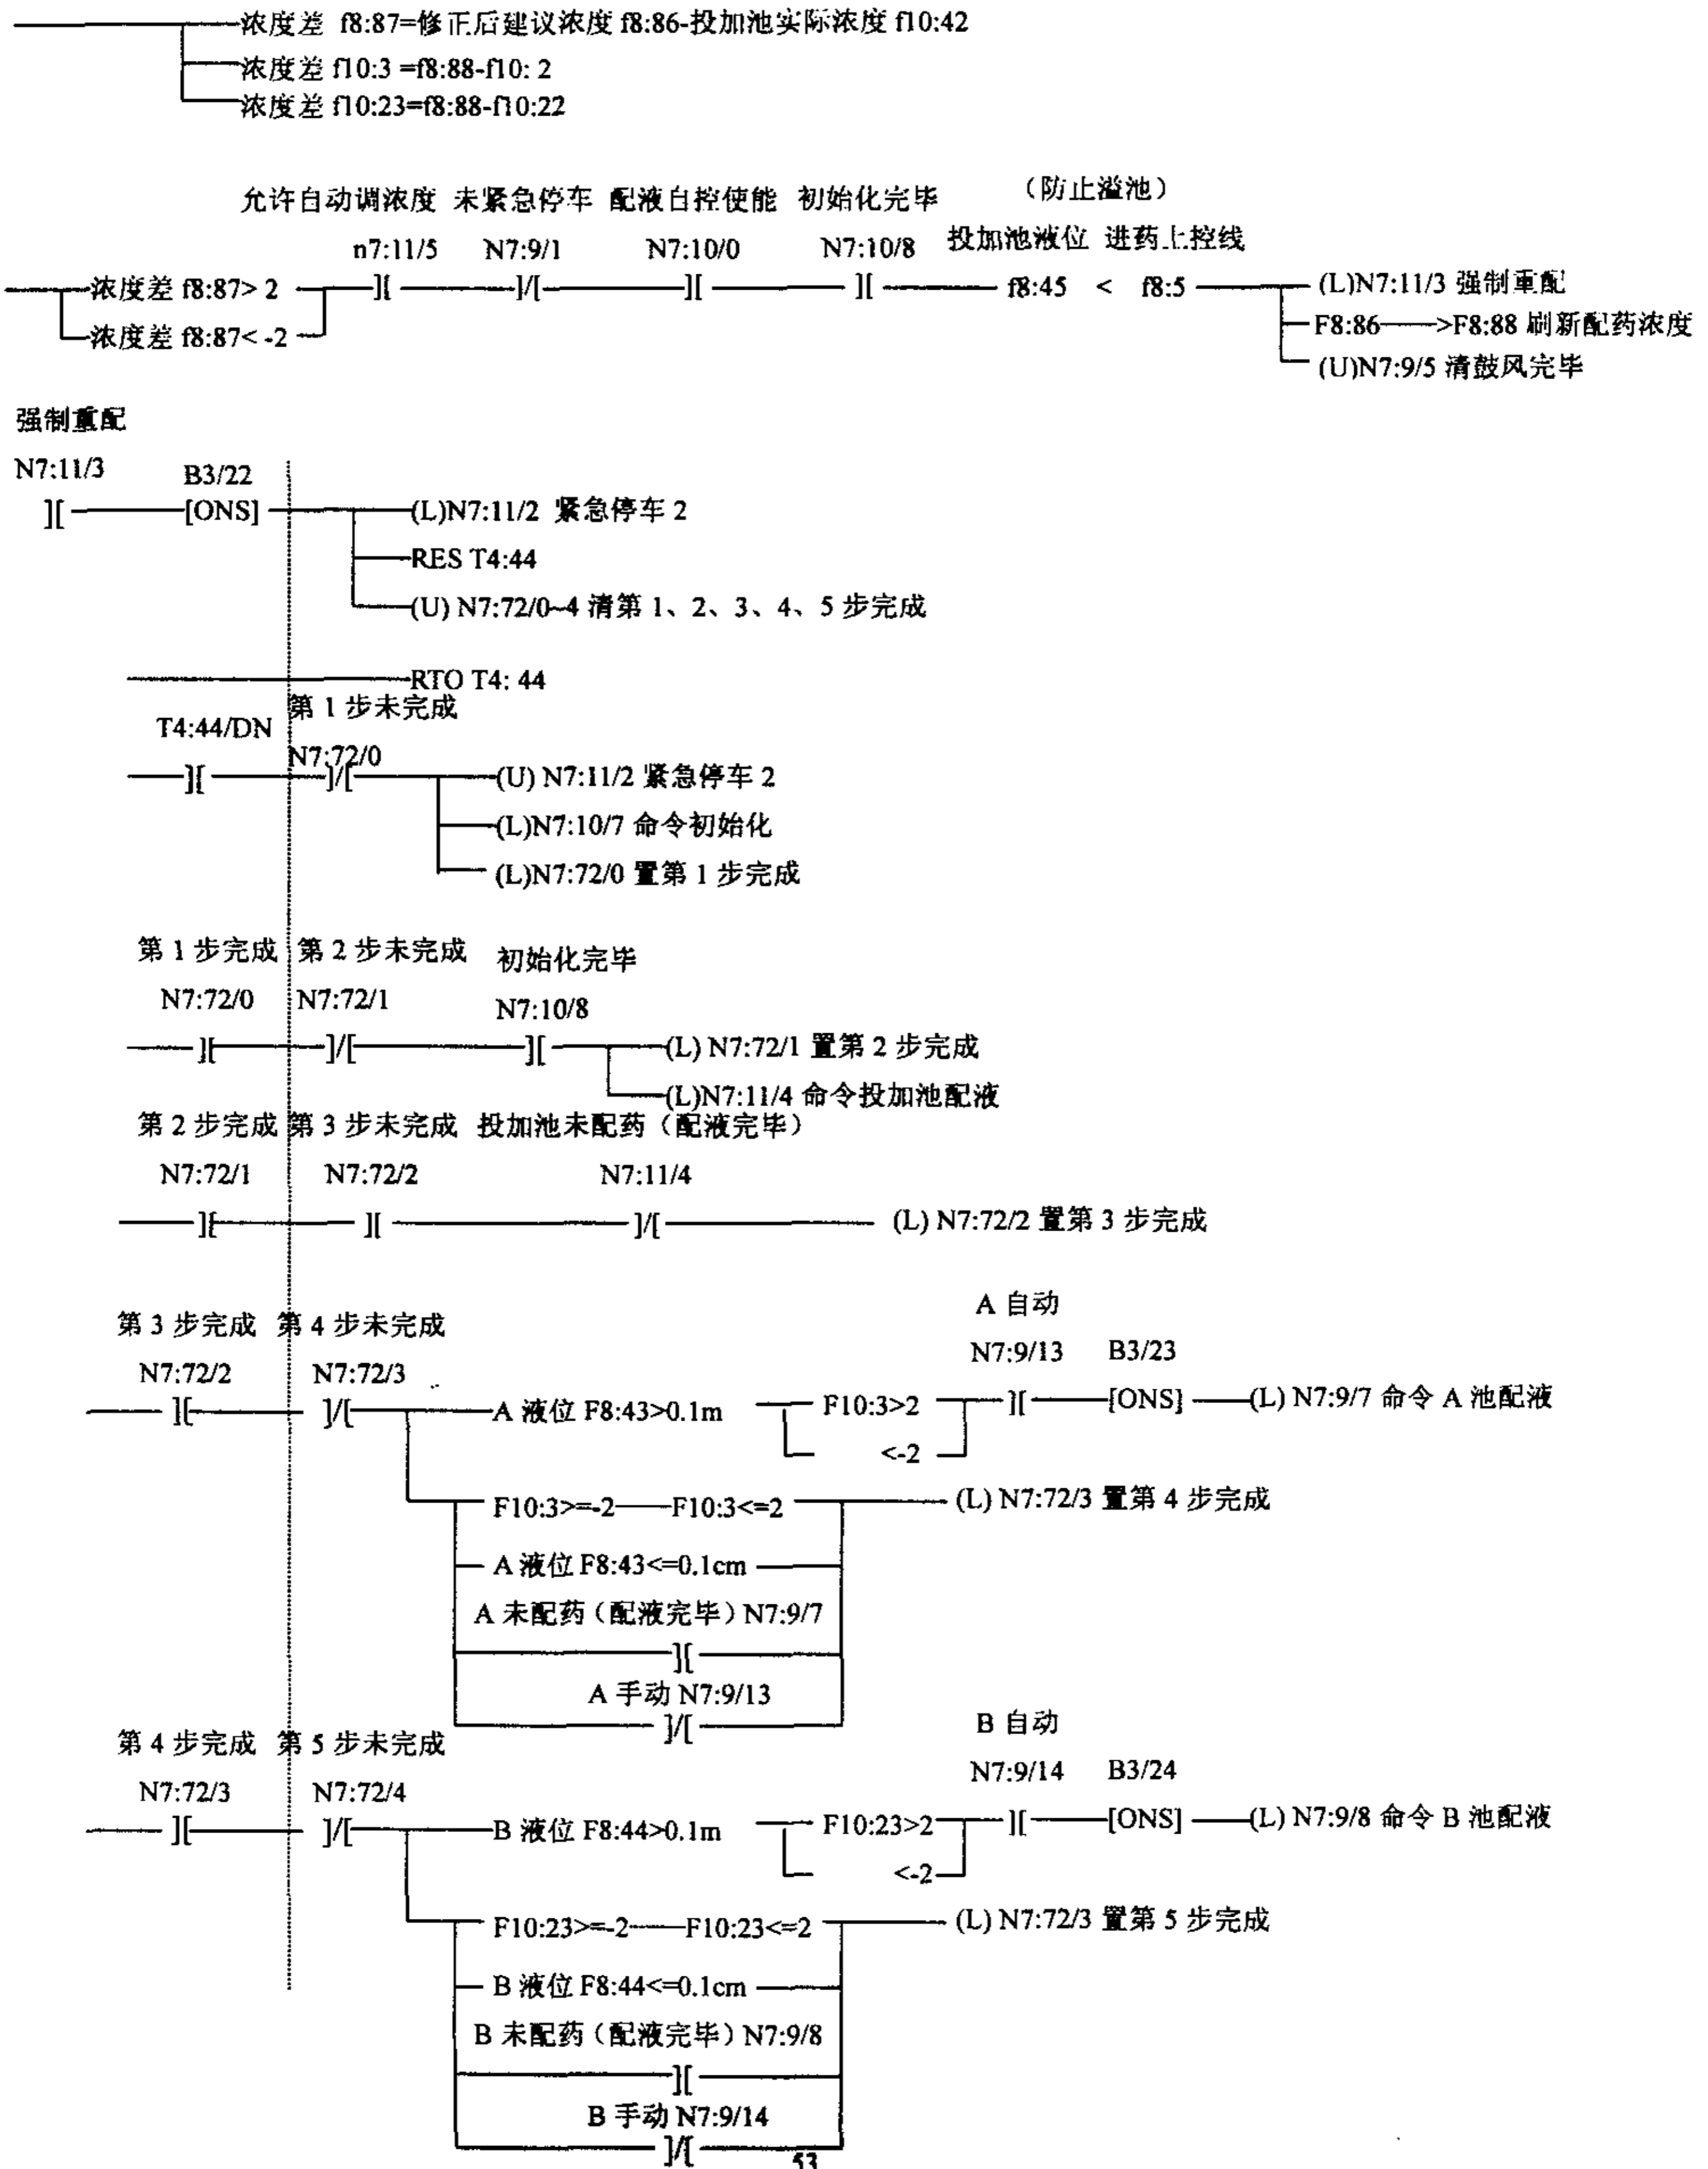 浓度差 f8:87=修正后建议浓度 f8:86-投加池实际浓度 f10:42
浓度差 f10:3 =f8:88-f10: 2
浓度差 f10:23=f8:88-f10:22
(防止溢池)
允许自动调浓度 未紧急停车 配液自控使能 初始化完毕
投加池液位 进药上控线
n7:11/5 N7:9/1 N7:10/0 N7:10/8
浓度差 f8:87> 2 ][ ]/[ ][ ][ f8:45 < f8:5 (L)N7:11/3 强制重配
浓度差 f8:87< -2 F8:86——>F8:88 刷新配药浓度
(U)N7:9/5 清鼓风完毕
强制重配
N7:11/3 B3/22
][ [ONS] (L)N7:11/2 紧急停车 2
RES T4:44
(U) N7:72/0~4 清第 1、2、3、4、5 步完成
RTO T4: 44
第 1 步未完成
T4:44/DN N7:72/0
][ ]/[ (U) N7:11/2 紧急停车 2
(L)N7:10/7 命令初始化
(L)N7:72/0 置第 1 步完成
第 1 步完成 第 2 步未完成 初始化完毕
N7:72/0 N7:72/1 N7:10/8
][ ]/[ ][ (L) N7:72/1 置第 2 步完成
(L)N7:11/4 命令投加池配液
第 2 步完成 第 3 步未完成 投加池未配药(配液完毕)
N7:72/1 N7:72/2 N7:11/4
][ ][ ]/[ (L) N7:72/2 置第 3 步完成
A 自动
第 3 步完成 第 4 步未完成
N7:9/13 B3/23
N7:72/2 N7:72/3
][ ]/[ A 液位 F8:43>0.1m F10:3>2 ][ [ONS] (L) N7:9/7 命令 A 池配液
<-2
F10:3>=-2——F10:3<=2 (L) N7:72/3 置第 4 步完成
A 液位 F8:43<=0.1cm
A 未配药(配液完毕)N7:9/7
][
A 手动 N7:9/13
]/[
B 自动
第 4 步完成 第 5 步未完成
N7:9/14 B3/24
N7:72/3 N7:72/4
][ ]/[ B 液位 F8:44>0.1m F10:23>2 ][ [ONS] (L) N7:9/8 命令 B 池配液
<-2
F10:23>=-2——F10:23<=2 (L) N7:72/3 置第 5 步完成
B 液位 F8:44<=0.1cm
B 未配药(配液完毕)N7:9/8
][
B 手动 N7:9/14
]/[
53